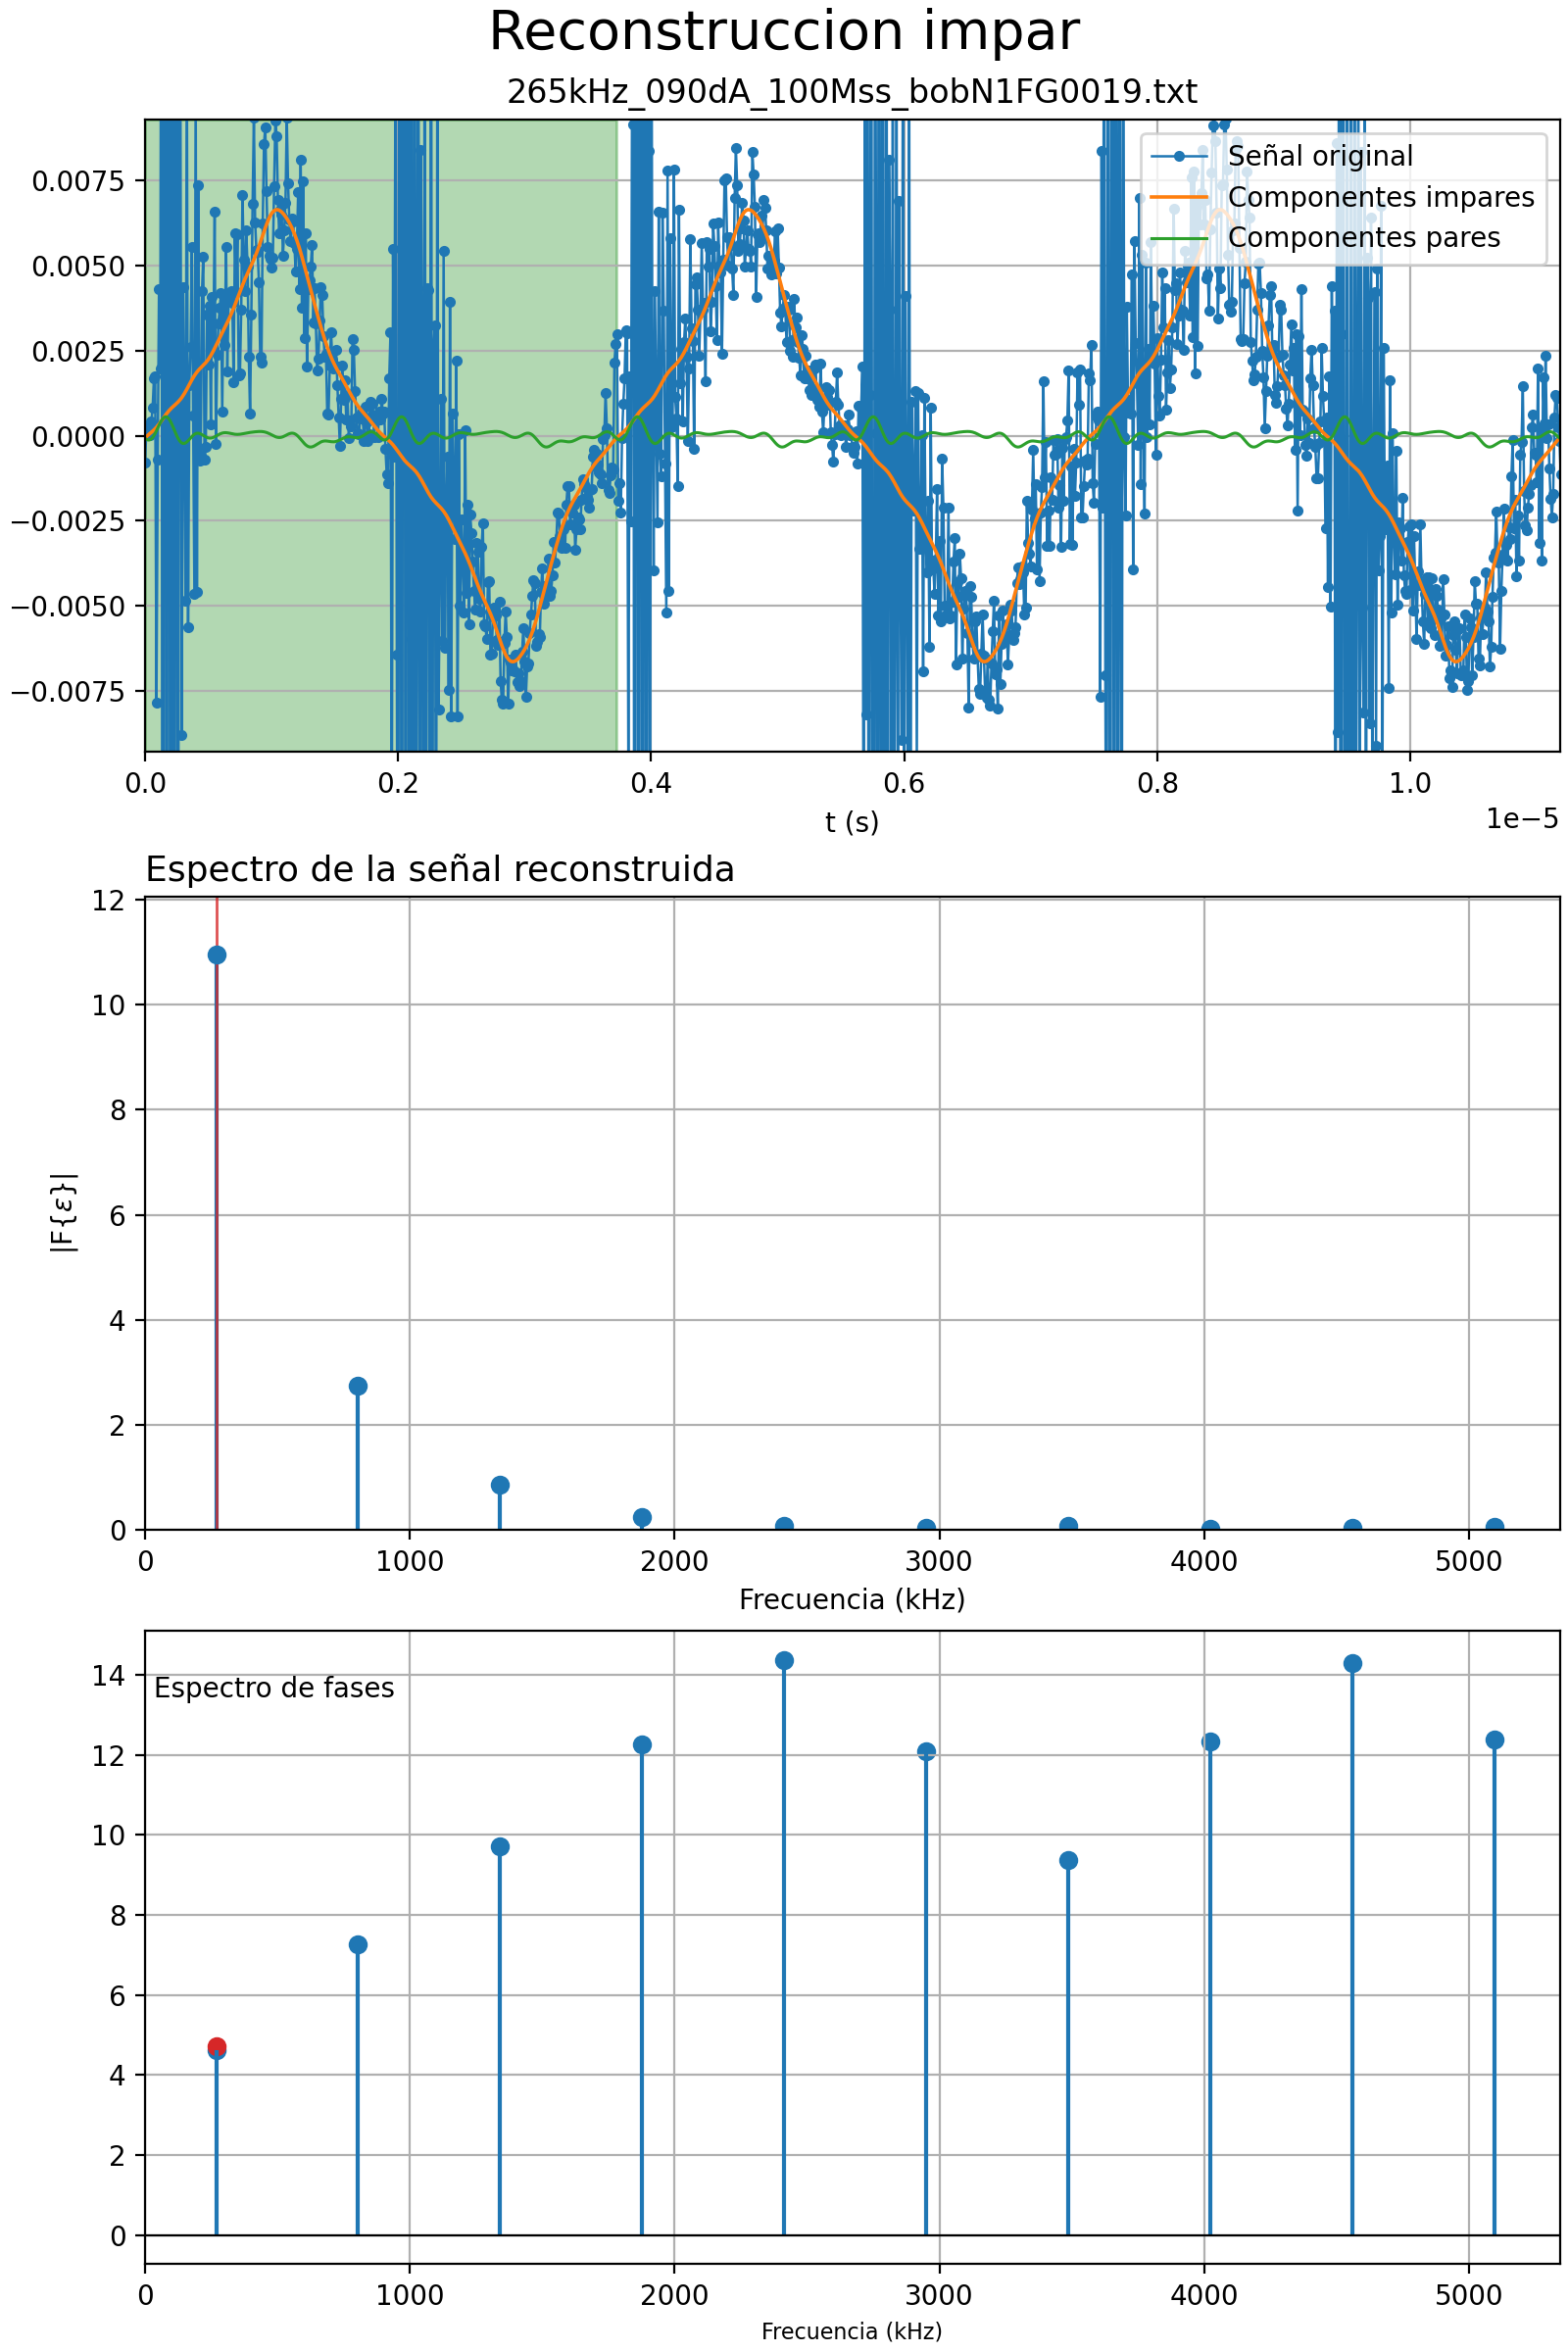 Reconstruccion impar
265kHz_090dA_100Mss_bobN1FG0019.txt
Señal original
Componentes impares
Componentes pares
0.0075
0.0050
0.0025
0.0000
−0.0025
−0.0050
−0.0075
0.0 0.2 0.4 0.6 0.8 1.0
t (s)
1e−5
Espectro de la señal reconstruida
12
10
8
6
4
2
0
|F{ε}|
0 1000 2000 3000 4000 5000
Frecuencia (kHz)
Espectro de fases
14
12
10
8
6
4
2
0
0 1000 2000 3000 4000 5000
Frecuencia (kHz)